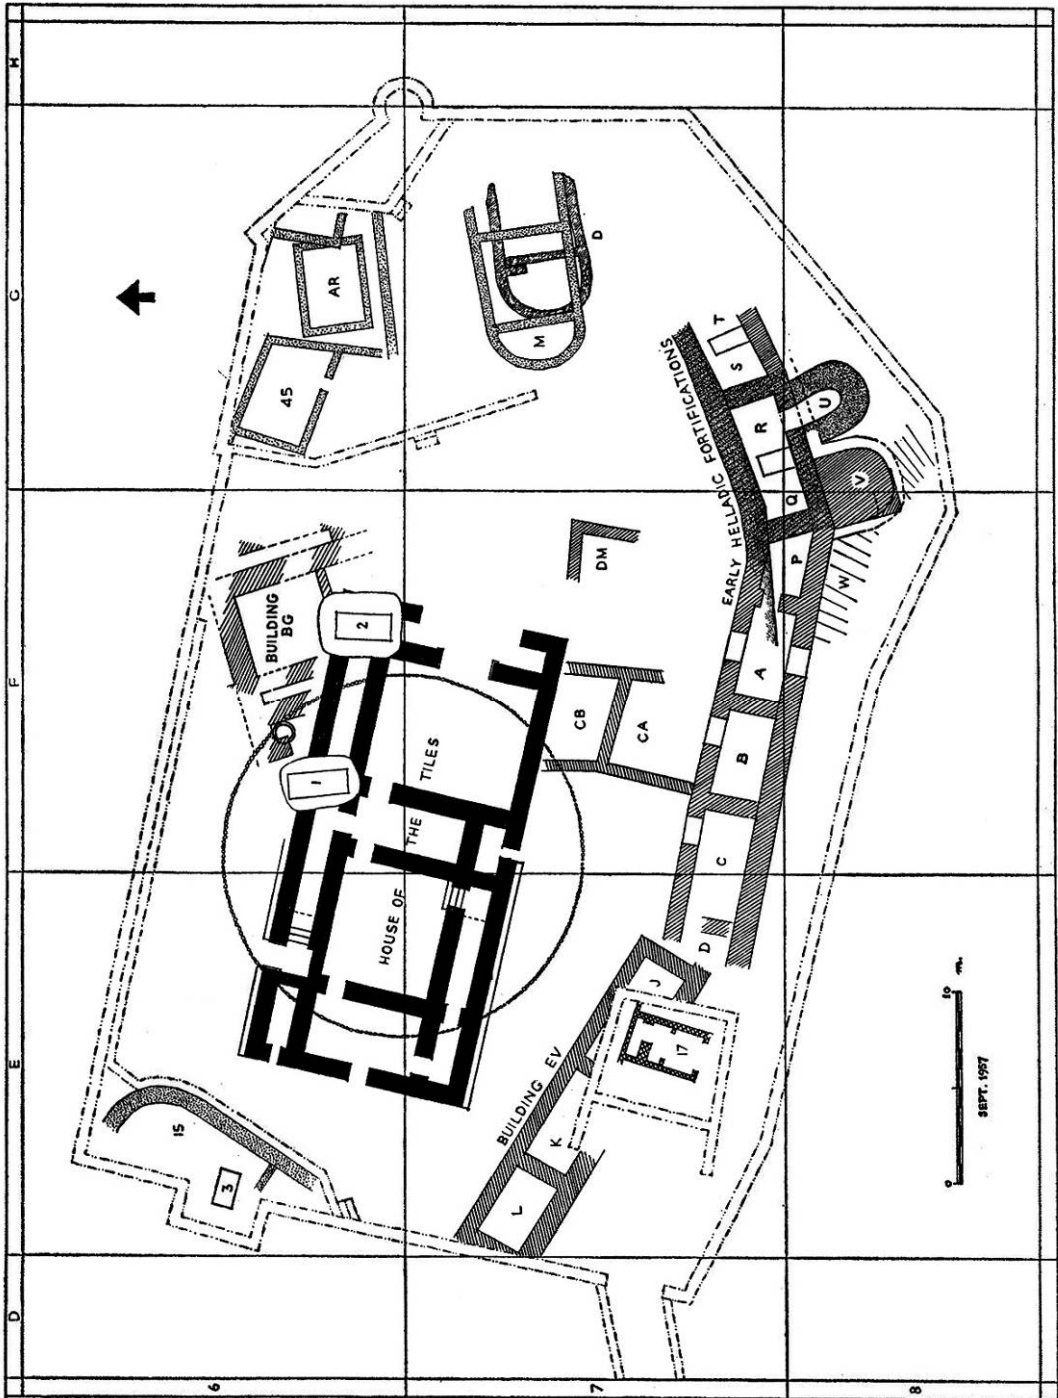 H
G
F
E
D
6
7
8
AR
45
M
D
S
T
R
U
Q
V
P
W
EARLY HELLADIC FORTIFICATIONS
DM
BUILDING
BG
2
1
HOUSE OF
THE
TILES
CB
CA
A
B
C
D
J
17
K
L
BUILDING EV
15
3
0
10 m.
SEPT. 1957